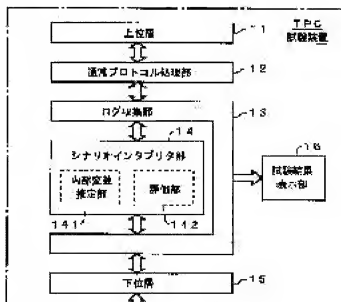 TPC
試験装置
上位層
11
通常プロトコル処理部
12
ログ収集部
13
シナリオインタプリタ部
14
内部変数
推定部
141
評価部
142
試験結果
表示部
16
下位層
15